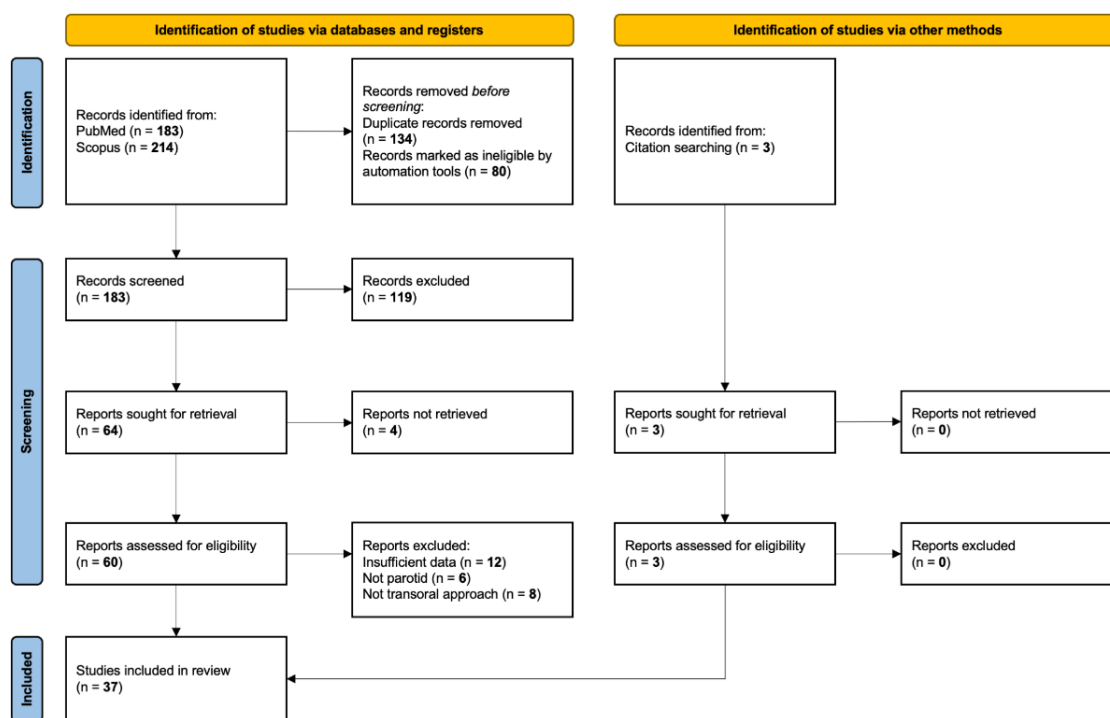 Identification of studies via databases and registers
Identification of studies via other methods
Identification
Records identified from:
PubMed (n = 183)
Scopus (n = 214)
Records removed before
screening:
Duplicate records removed
(n = 134)
Records marked as ineligible by
automation tools (n = 80)
Records identified from:
Citation searching (n = 3)
Screening
Records screened
(n = 183)
Records excluded
(n = 119)
Reports sought for retrieval
(n = 64)
Reports not retrieved
(n = 4)
Reports sought for retrieval
(n = 3)
Reports not retrieved
(n = 0)
Reports assessed for eligibility
(n = 60)
Reports excluded:
Insufficient data (n = 12)
Not parotid (n = 6)
Not transoral approach (n = 8)
Reports assessed for eligibility
(n = 3)
Reports excluded
(n = 0)
Included
Studies included in review
(n = 37)